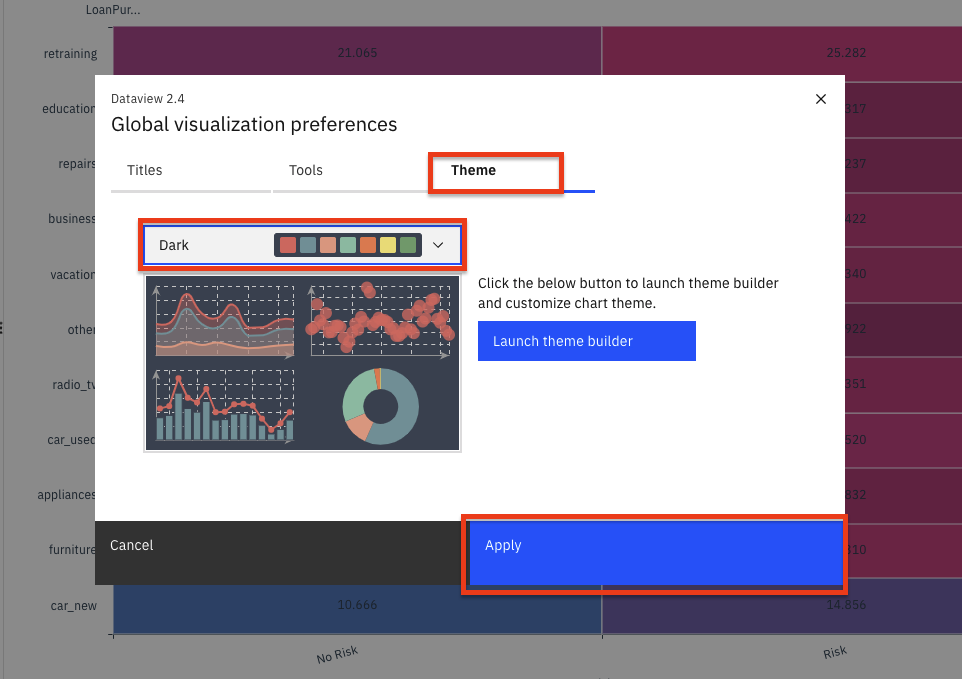 LoanPur...
retraining
21.065
25.282
Dataview 2.4
Global visualization preferences
education
317
Titles
Tools
Theme
repairs
237
business
422
Dark
vacation
340
Click the below button to launch theme builder
and customize chart theme.
other
922
Launch theme builder
radio_tv
351
car_used
520
appliances
832
Cancel
Apply
furniture
310
car_new
10.666
14.856
No Risk
Risk